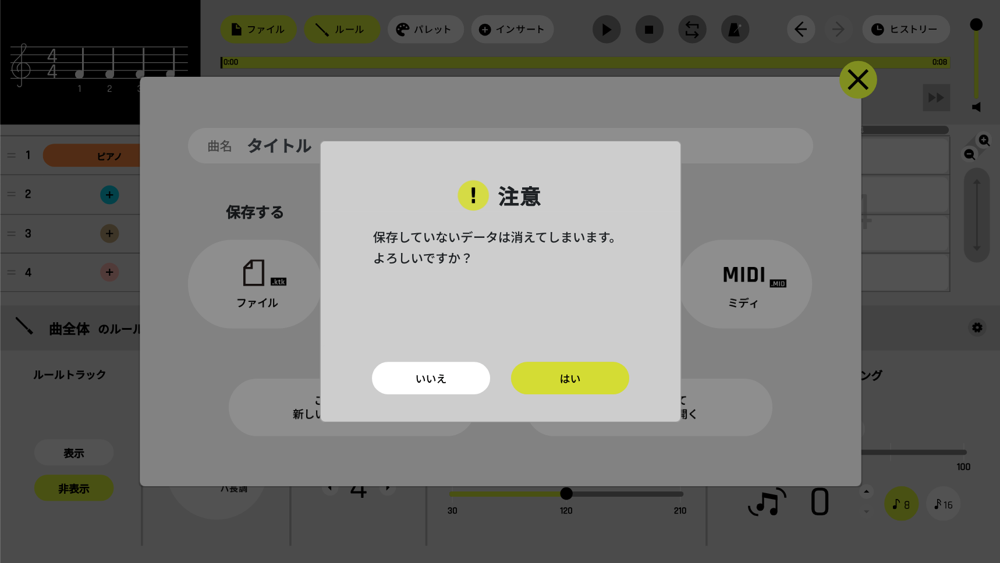 ファイル
ルール
パレット
インサート
ヒストリー
0:00
0:08
4
4
1
2
曲名
タイトル
1
ピアノ
2
3
4
保存する
.ktk
ファイル
MIDI
.MID
ミディ
注意
保存していないデータは消えてしまいます。
よろしいですか？
いいえ
はい
曲全体 のルール
ルールトラック
新しい
開く
表示
非表示
ハ長調
4
30
120
210
ング
100
0
8
16